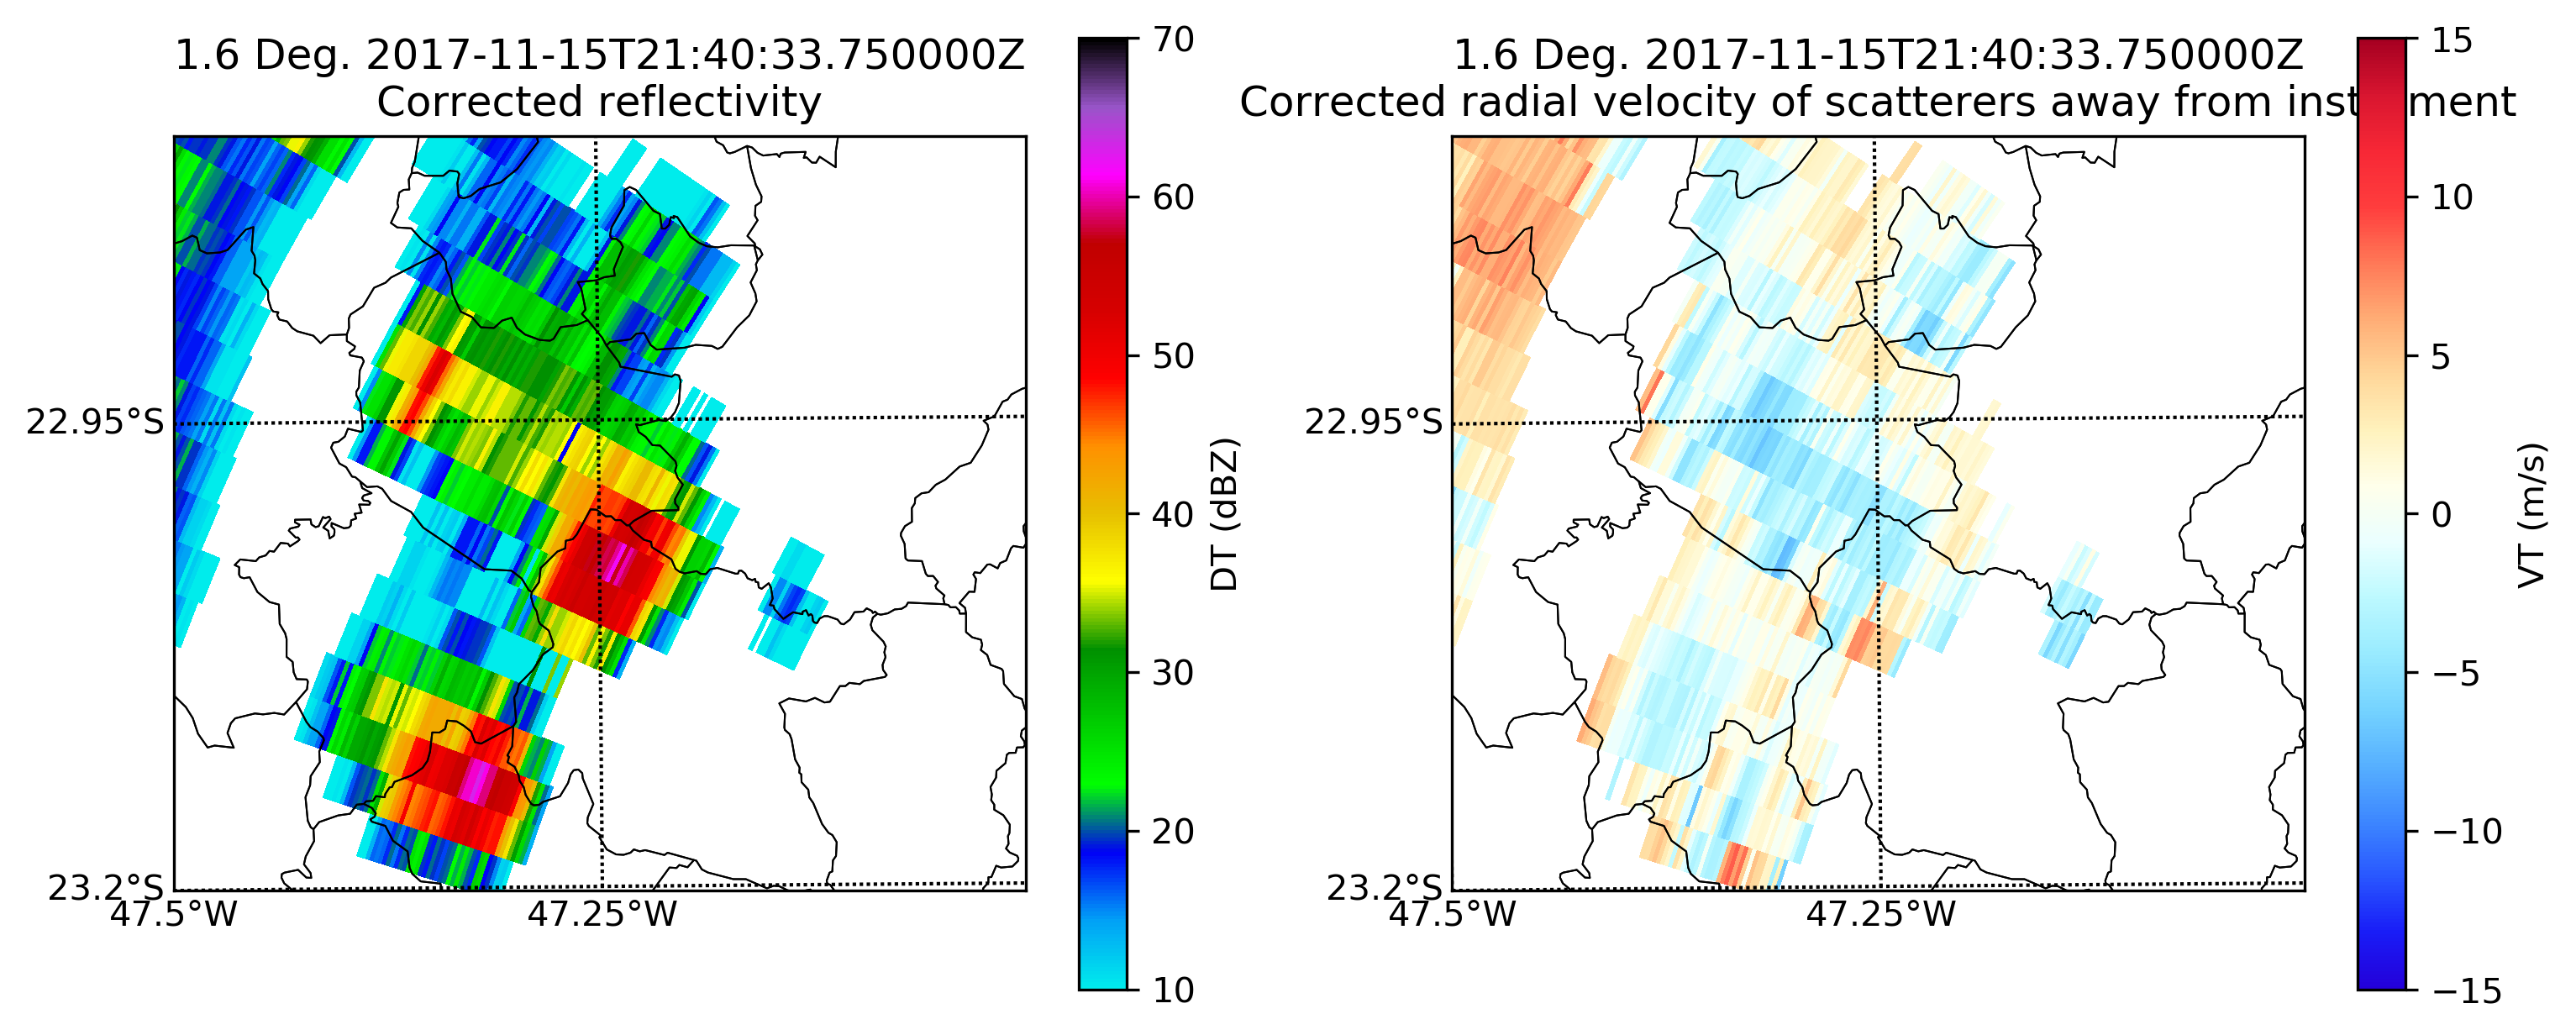 1.6 Deg. 2017-11-15T21:40:33.750000Z
Corrected reflectivity
22.95°S
23.2°S
47.5°W
47.25°W
70
60
50
40
30
20
10
DT (dBZ)
1.6 Deg. 2017-11-15T21:40:33.750000Z
Corrected radial velocity of scatterers away from inst ment
22.95°S
23.2°S
47.5°W
47.25°W
15
10
5
0
−5
−10
−15
VT (m/s)